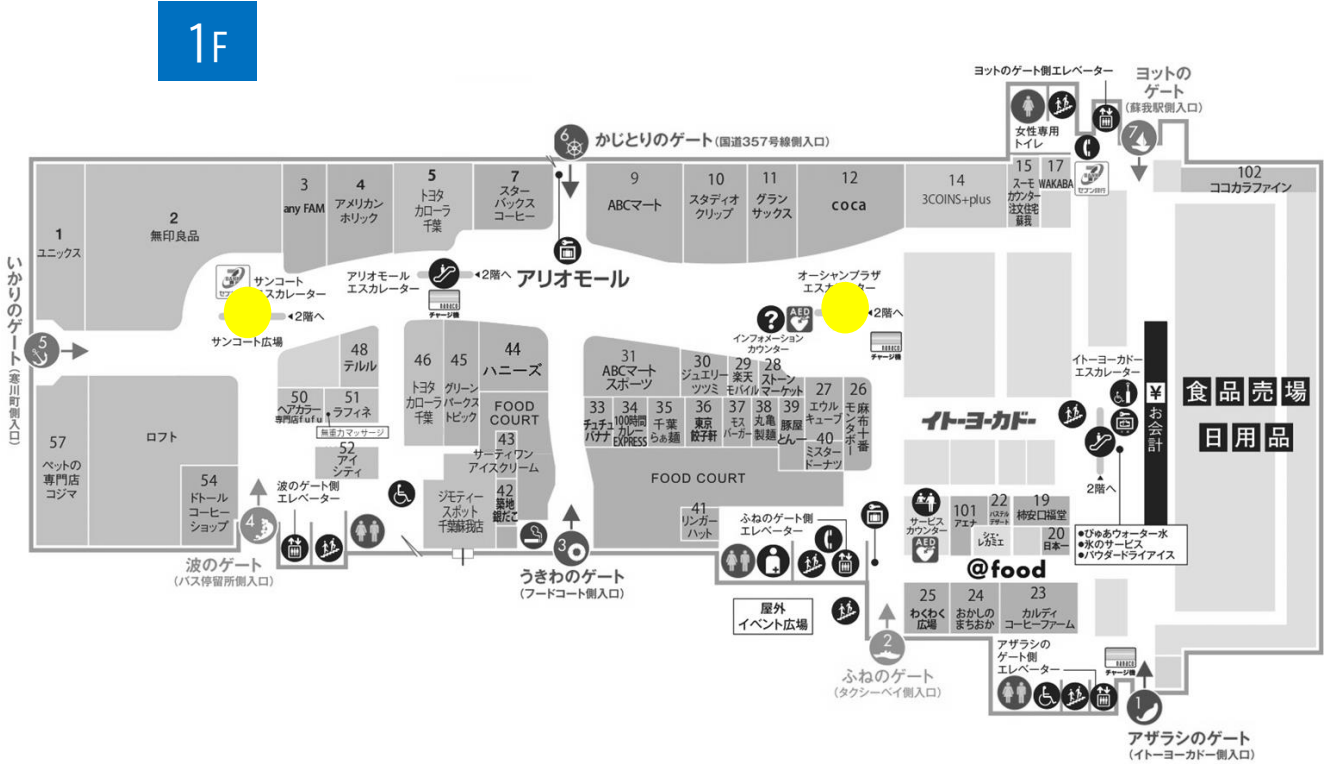 1F
ヨットのゲート側エレベーター
ヨットの
ゲート
(蘇我駅側入口)
7
女性専用
トイレ
6
かじとりのゲート(国道357号線側入口)
1
ユニックス
2
無印良品
3
any FAM
4
アメリカン
ホリック
5
トヨタ
カローラ
千葉
7
スター
バックス
コーヒー
9
ABCマート
10
スタディオ
クリップ
11
グラン
サックス
12
coca
14
3COINS+plus
15
スーモ
カウンター
注文住宅
蘇我
17
WAKABA
セブン銀行
102
ココカラファイン
いかりのゲート(寒川町側入口)
5
サンコート
エスカレーター
◂2階へ
サンコート広場
アリオモール
エスカレーター
◂2階へ
nanaco
チャージ機
アリオモール
オーシャンプラザ
◂2階へ
AED
インフォメーション
カウンター
nanaco
チャージ機
48
テルル
50
ヘアカラー
専門店fufu
51
ラフィネ
無重力マッサージ
52
アイ
シティ
46
トヨタ
カローラ
千葉
45
グリーン
パークス
トピック
44
ハニーズ
FOOD
COURT
43
サーティワン
アイスクリーム
42
築地
銀だこ
ジモティー
スポット
千葉蘇我店
31
ABCマート
スポーツ
30
ジュエリー
ツツミ
29
楽天
モバイル
28
ストーン
マーケット
27
エウル
キューブ
26
麻布十番
モンタボー
33
チュチュ
バナナ
34
100時間
カレー
EXPRESS
35
千葉
らぁ麺
36
東京
餃子軒
37
モス
バーガー
38
丸亀
製麺
39
豚屋
とん一
40
ミスター
ドーナツ
FOOD COURT
41
リンガー
ハット
イトーヨーカドー
イトーヨーカドー
エスカレーター
▲
2階へ
¥
お会計
食品売場
日用品
57
ペットの
専門店
コジマ
ロフト
54
ドトール
コーヒー
ショップ
波のゲート側
エレベーター
4
波のゲート
(バス停留所側入口)
3
うきわのゲート
(フードコート側入口)
ふねのゲート側
エレベーター
屋外
イベント広場
2
ふねのゲート
(タクシーベイ側入口)
サービス
カウンター
AED
101
アエナ
22
パステル
デザート
19
柿安口福堂
シェ・
レカミエ
20
日本一
●ぴゅあウォーター水
●氷のサービス
●パウダードライアイス
@food
25
わくわく
広場
24
おかしの
まちおか
23
カルディ
コーヒーファーム
アザラシの
ゲート側
エレベーター
nanaco
チャージ機
1
アザラシのゲート
(イトーヨーカドー側入口)